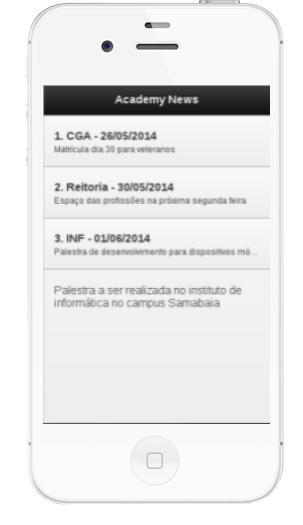 Academy News
1. CGA - 26/05/2014
Matrícula dia 30 para veteranos
2. Reitoria - 30/05/2014
Espaço das profissões na próxima segunda feira
3. INF - 01/06/2014
Palestra de desenvolvimento para dispositivos mó...
Palestra a ser realizada no instituto de
informática no campus Samabaia